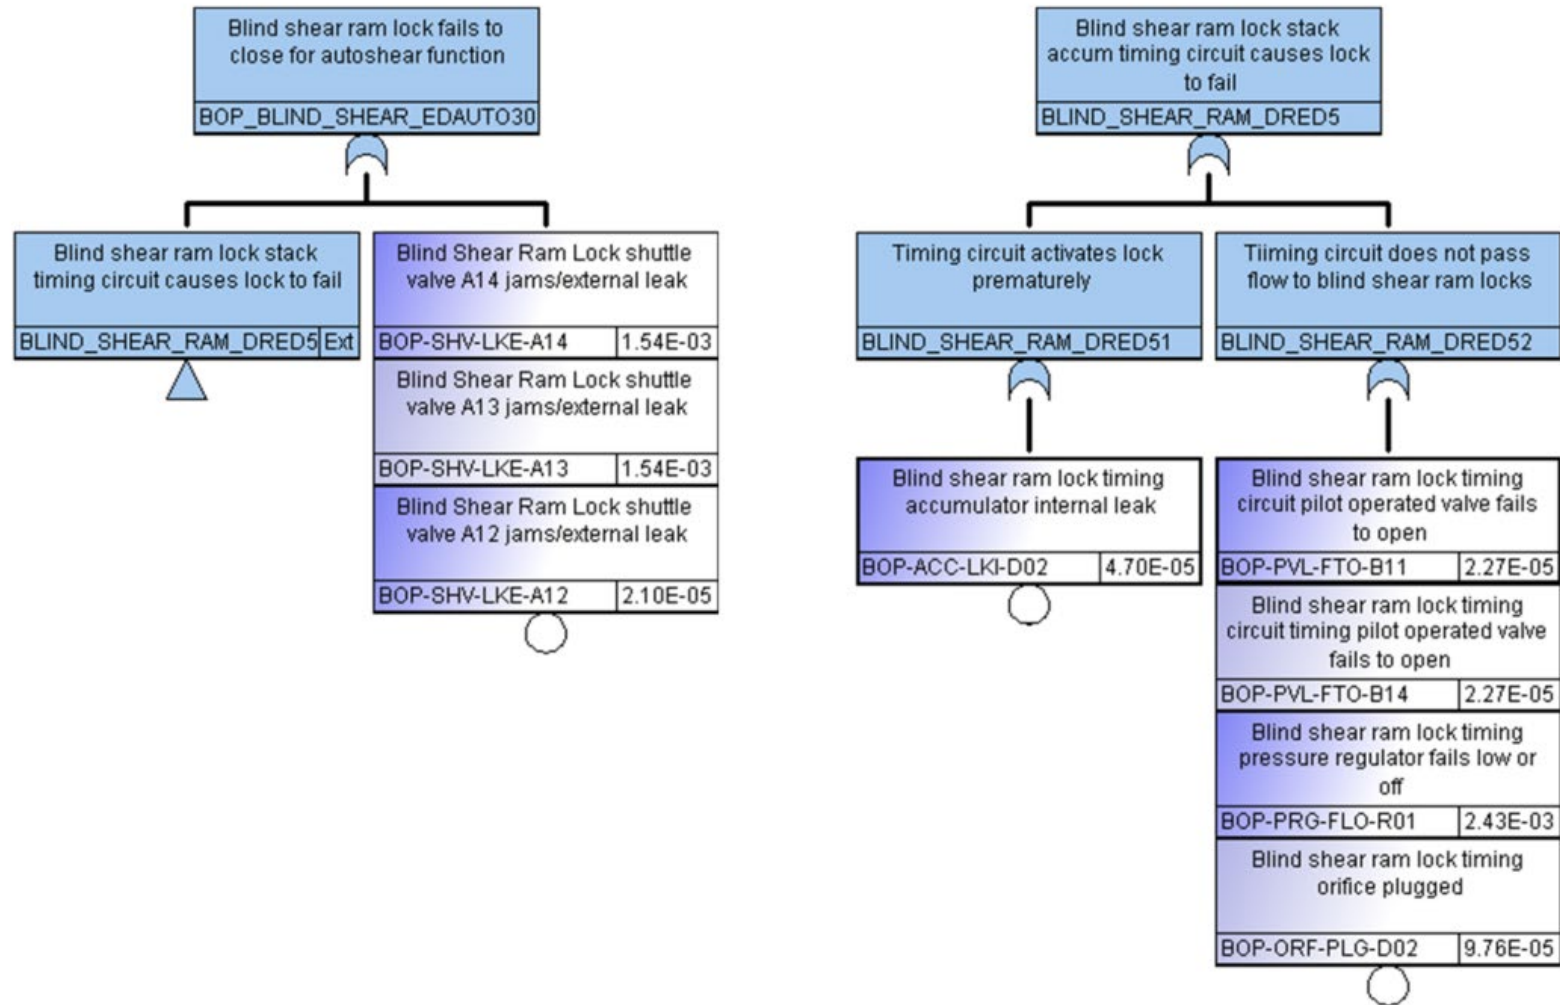 Blind shear ram lock fails to
close for autoshear function
BOP_BLIND_SHEAR_EDAUTO30
Blind shear ram lock stack
timing circuit causes lock to fail
BLIND_SHEAR_RAM_DRED5 Ext
Blind Shear Ram Lock shuttle
valve A14 jams/external leak
BOP-SHV-LKE-A14 1.54E-03
Blind Shear Ram Lock shuttle
valve A13 jams/external leak
BOP-SHV-LKE-A13 1.54E-03
Blind Shear Ram Lock shuttle
valve A12 jams/external leak
BOP-SHV-LKE-A12 2.10E-05
Blind shear ram lock stack
accum timing circuit causes lock
to fail
BLIND_SHEAR_RAM_DRED5
Timing circuit activates lock
prematurely
BLIND_SHEAR_RAM_DRED51
Blind shear ram lock timing
accumulator internal leak
BOP-ACC-LKI-D02 4.70E-05
Tiiming circuit does not pass
flow to blind shear ram locks
BLIND_SHEAR_RAM_DRED52
Blind shear ram lock timing
circuit pilot operated valve fails
to open
BOP-PVL-FTO-B11 2.27E-05
Blind shear ram lock timing
circuit timing pilot operated valve
fails to open
BOP-PVL-FTO-B14 2.27E-05
Blind shear ram lock timing
pressure regulator fails low or
off
BOP-PRG-FLO-R01 2.43E-03
Blind shear ram lock timing
orifice plugged
BOP-ORF-PLG-D02 9.76E-05